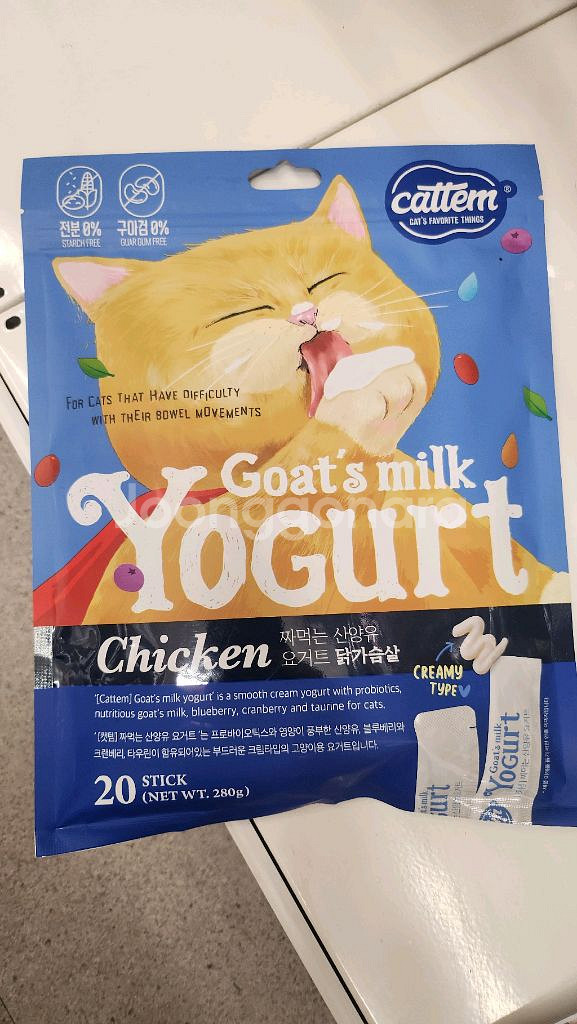 전분 0%
STARCH FREE
구아검 0%
GUAR GUM FREE
cattem®
CAT'S FAVORITE THINGS
FOR CATS THAT HAVE DIFFICULTY
WITH THEIR BOWEL MOVEMENTS
Goat's milk
Yogurt
joonggonara
Chicken
짜먹는 산양유
요거트 닭가슴살
CREAMY
TYPE
'[Cattem] Goat's milk yogurt' is a smooth cream yogurt with probiotics,
nutritious goat's milk, blueberry, cranberry and taurine for cats.
'[캣템] 짜먹는 산양유 요거트'는 프로바이오틱스와 영양이 풍부한 산양유, 블루베리와
크랜베리, 타우린이 함유되어있는 부드러운 크림타입의 고양이용 요거트입니다.
20 STICK
(NET WT. 280g)
Goat's milk
Yogurt